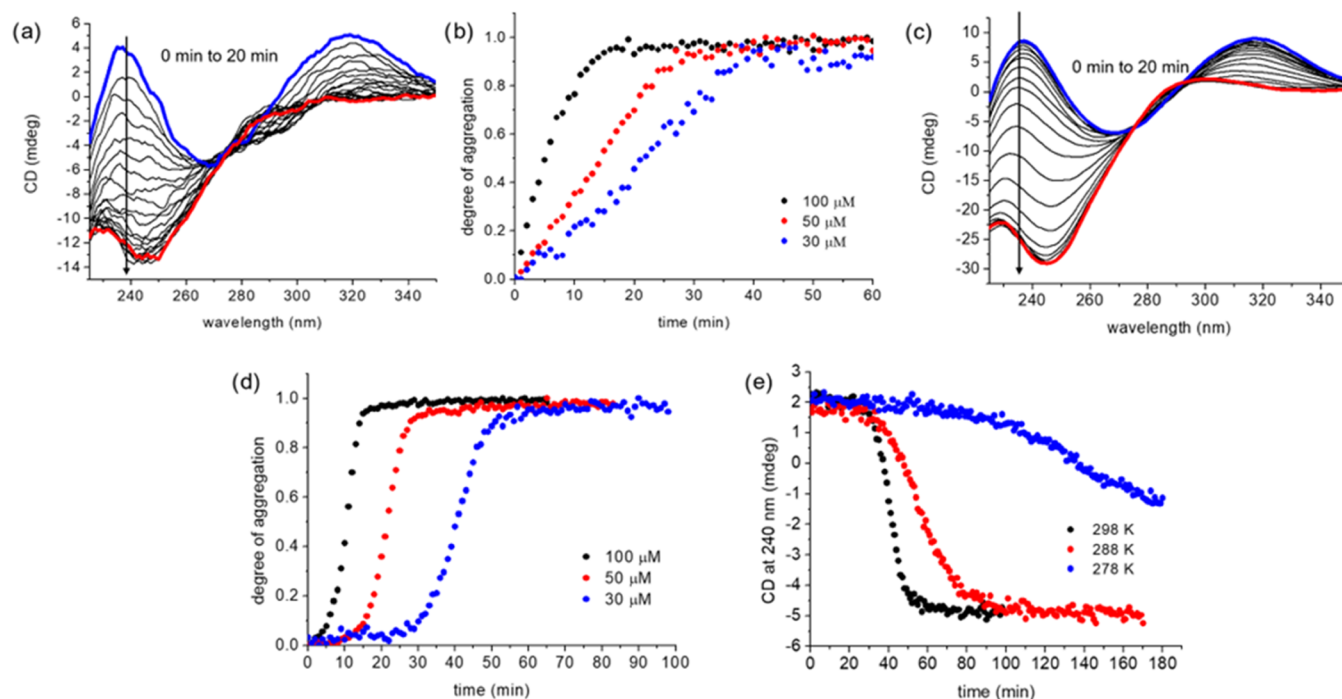 (a)
6
4
2
0
-2
-4
-6
-8
-10
-12
-14
CD (mdeg)
0 min to 20 min
240 260 280 300 320 340
wavelength (nm)
(b)
1.0
0.8
0.6
0.4
0.2
0.0
degree of aggregation
100 μM
50 μM
30 μM
0 10 20 30 40 50 60
time (min)
(c)
10
5
0
-5
-10
-15
-20
-25
-30
CD (mdeg)
0 min to 20 min
240 260 280 300 320 340
wavelength (nm)
(d)
1.0
0.8
0.6
0.4
0.2
0.0
degree of aggregation
100 μM
50 μM
30 μM
0 10 20 30 40 50 60 70 80 90 100
time (min)
(e)
3
2
1
0
-1
-2
-3
-4
-5
-6
CD at 240 nm (mdeg)
298 K
288 K
278 K
0 20 40 60 80 100 120 140 160 180
time (min)